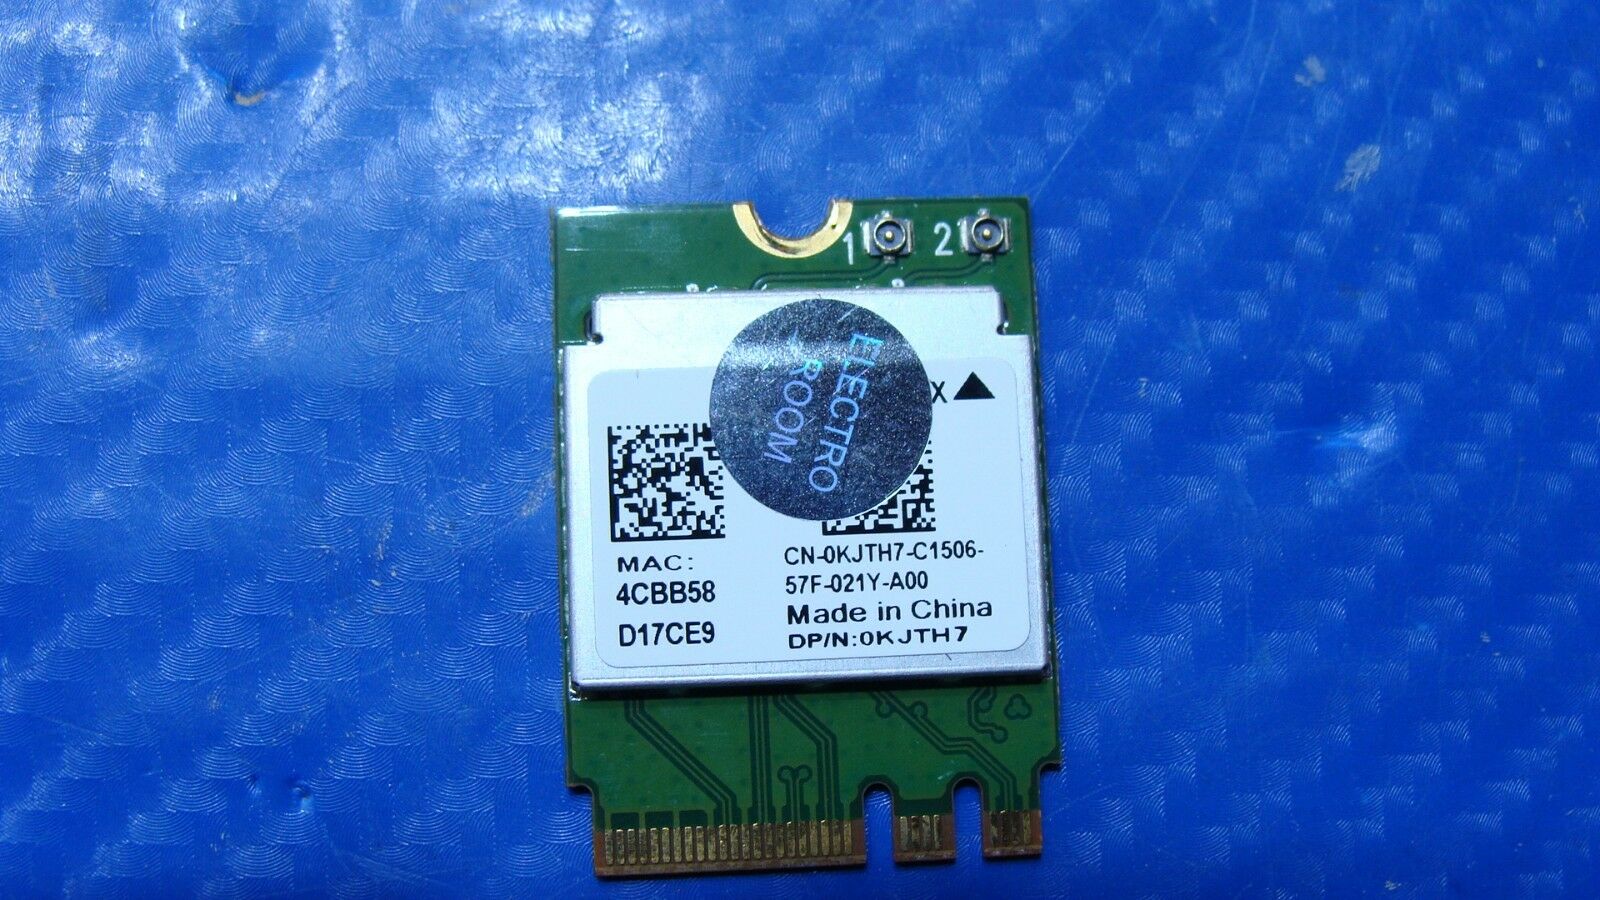 1 2
ELECTRO
ROOM
X
MAC:
4CBB58
D17CE9
CN-0KJTH7-C1506-
57F-021Y-A00
Made in China
DP/N:0KJTH7